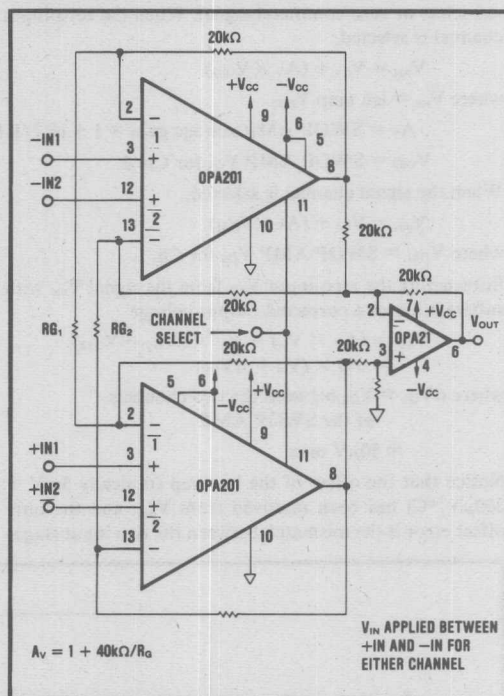 20kΩ
+VCC
-VCC
2
9
6
5
−IN1
3
8
OPA201
−IN2
12
11
2
13
10
20kΩ
20kΩ
20kΩ
7 +VCC
2
CHANNEL
SELECT
OPA21
VOUT
RG1
RG2
20kΩ
20kΩ
3
6
4
−VCC
5
6
+VCC
−VCC
2
1
9
+IN1
3
11
8
OPA201
+IN2
12
2
13
10
AV = 1 + 40kΩ/RG
VIN APPLIED BETWEEN
+IN AND −IN FOR
EITHER CHANNEL